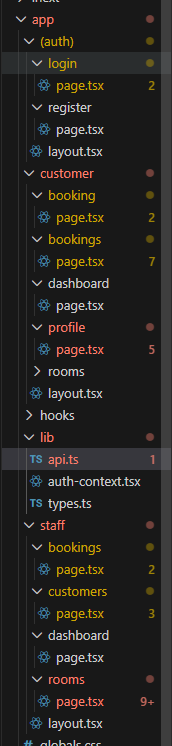 app
(auth)
login
page.tsx 2
register
page.tsx
layout.tsx
customer
booking
page.tsx 2
bookings
page.tsx 7
dashboard
page.tsx
profile
page.tsx 5
rooms
layout.tsx
hooks
lib
TS api.ts 1
auth-context.tsx
TS types.ts
staff
bookings
page.tsx 2
customers
page.tsx 3
dashboard
page.tsx
rooms
page.tsx 9+
layout.tsx
# globals.css